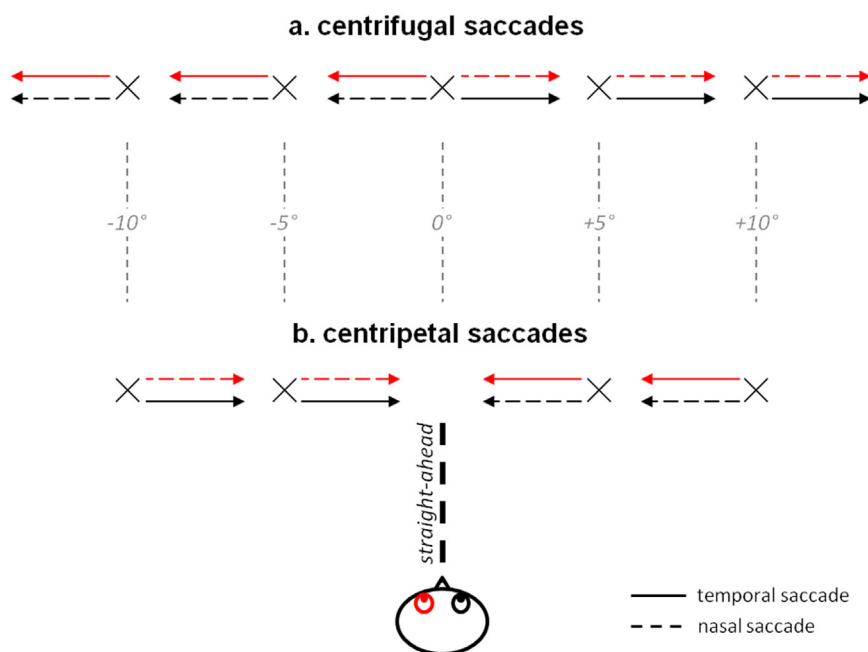 a. centrifugal saccades
-10° -5° 0° +5° +10°
b. centripetal saccades
straight-ahead
temporal saccade
nasal saccade